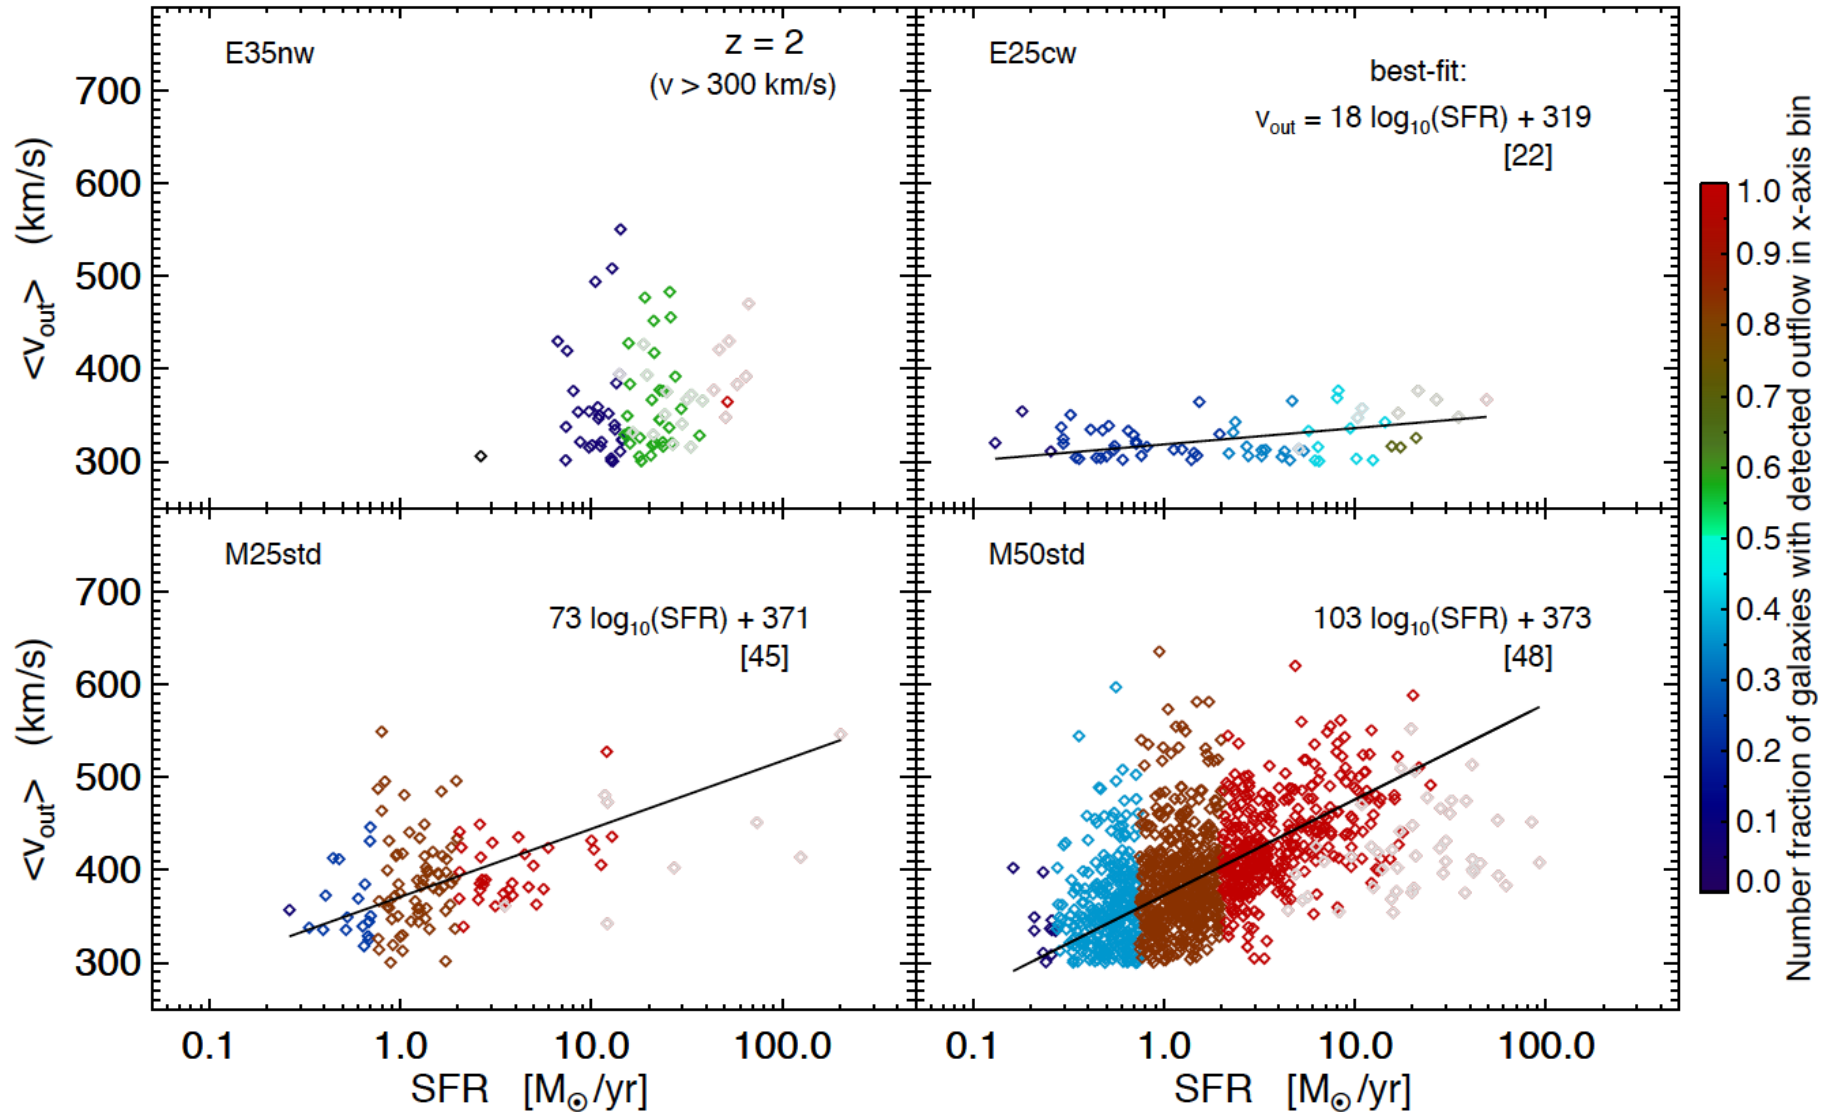 E35nw
z = 2
(v > 300 km/s)
E25cw
best-fit:
v_out = 18 log₁₀(SFR) + 319
[22]
700
600
500
400
300
<v_out> (km/s)
M25std
73 log₁₀(SFR) + 371
[45]
M50std
103 log₁₀(SFR) + 373
[48]
700
600
500
400
300
<v_out> (km/s)
0.1 1.0 10.0 100.0
SFR [M⊙/yr]
0.1 1.0 10.0 100.0
SFR [M⊙/yr]
1.0
0.9
0.8
0.7
0.6
0.5
0.4
0.3
0.2
0.1
0.0
Number fraction of galaxies with detected outflow in x-axis bin